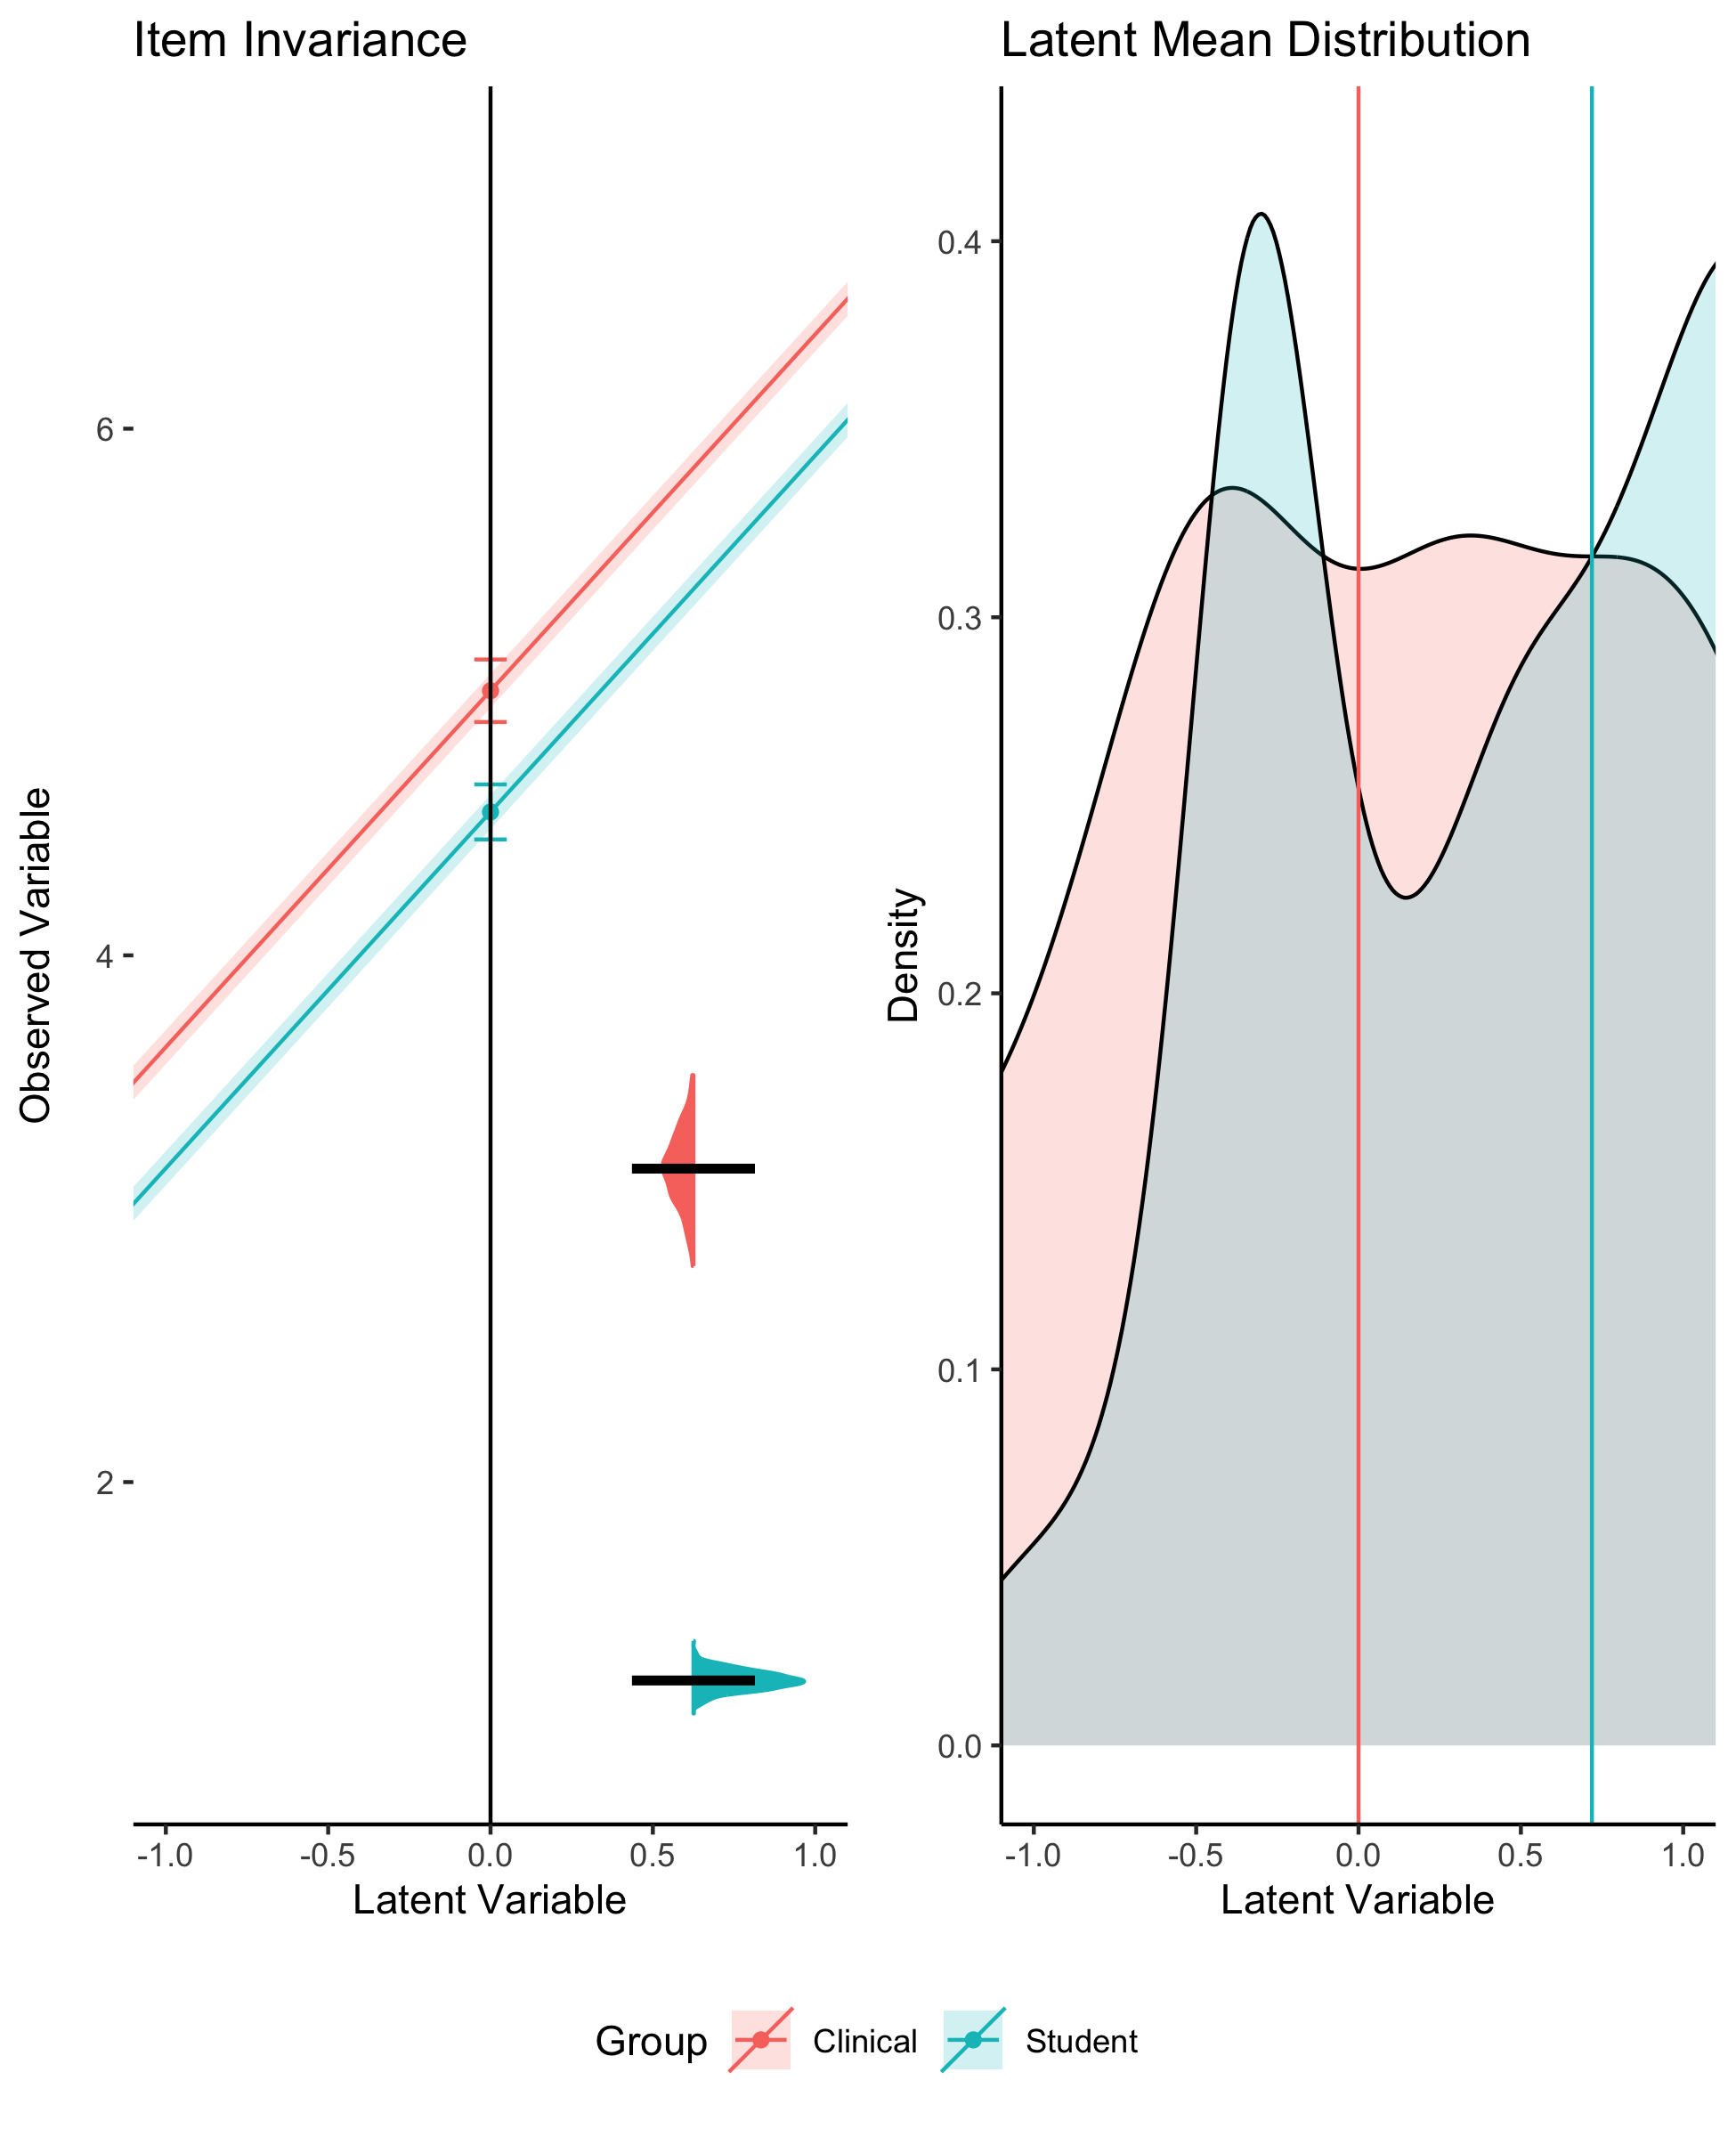 Item Invariance
Observed Variable
6
4
2
-1.0 -0.5 0.0 0.5 1.0
Latent Variable
Latent Mean Distribution
Density
0.4
0.3
0.2
0.1
0.0
-1.0 -0.5 0.0 0.5 1.0
Latent Variable
Group Clinical Student